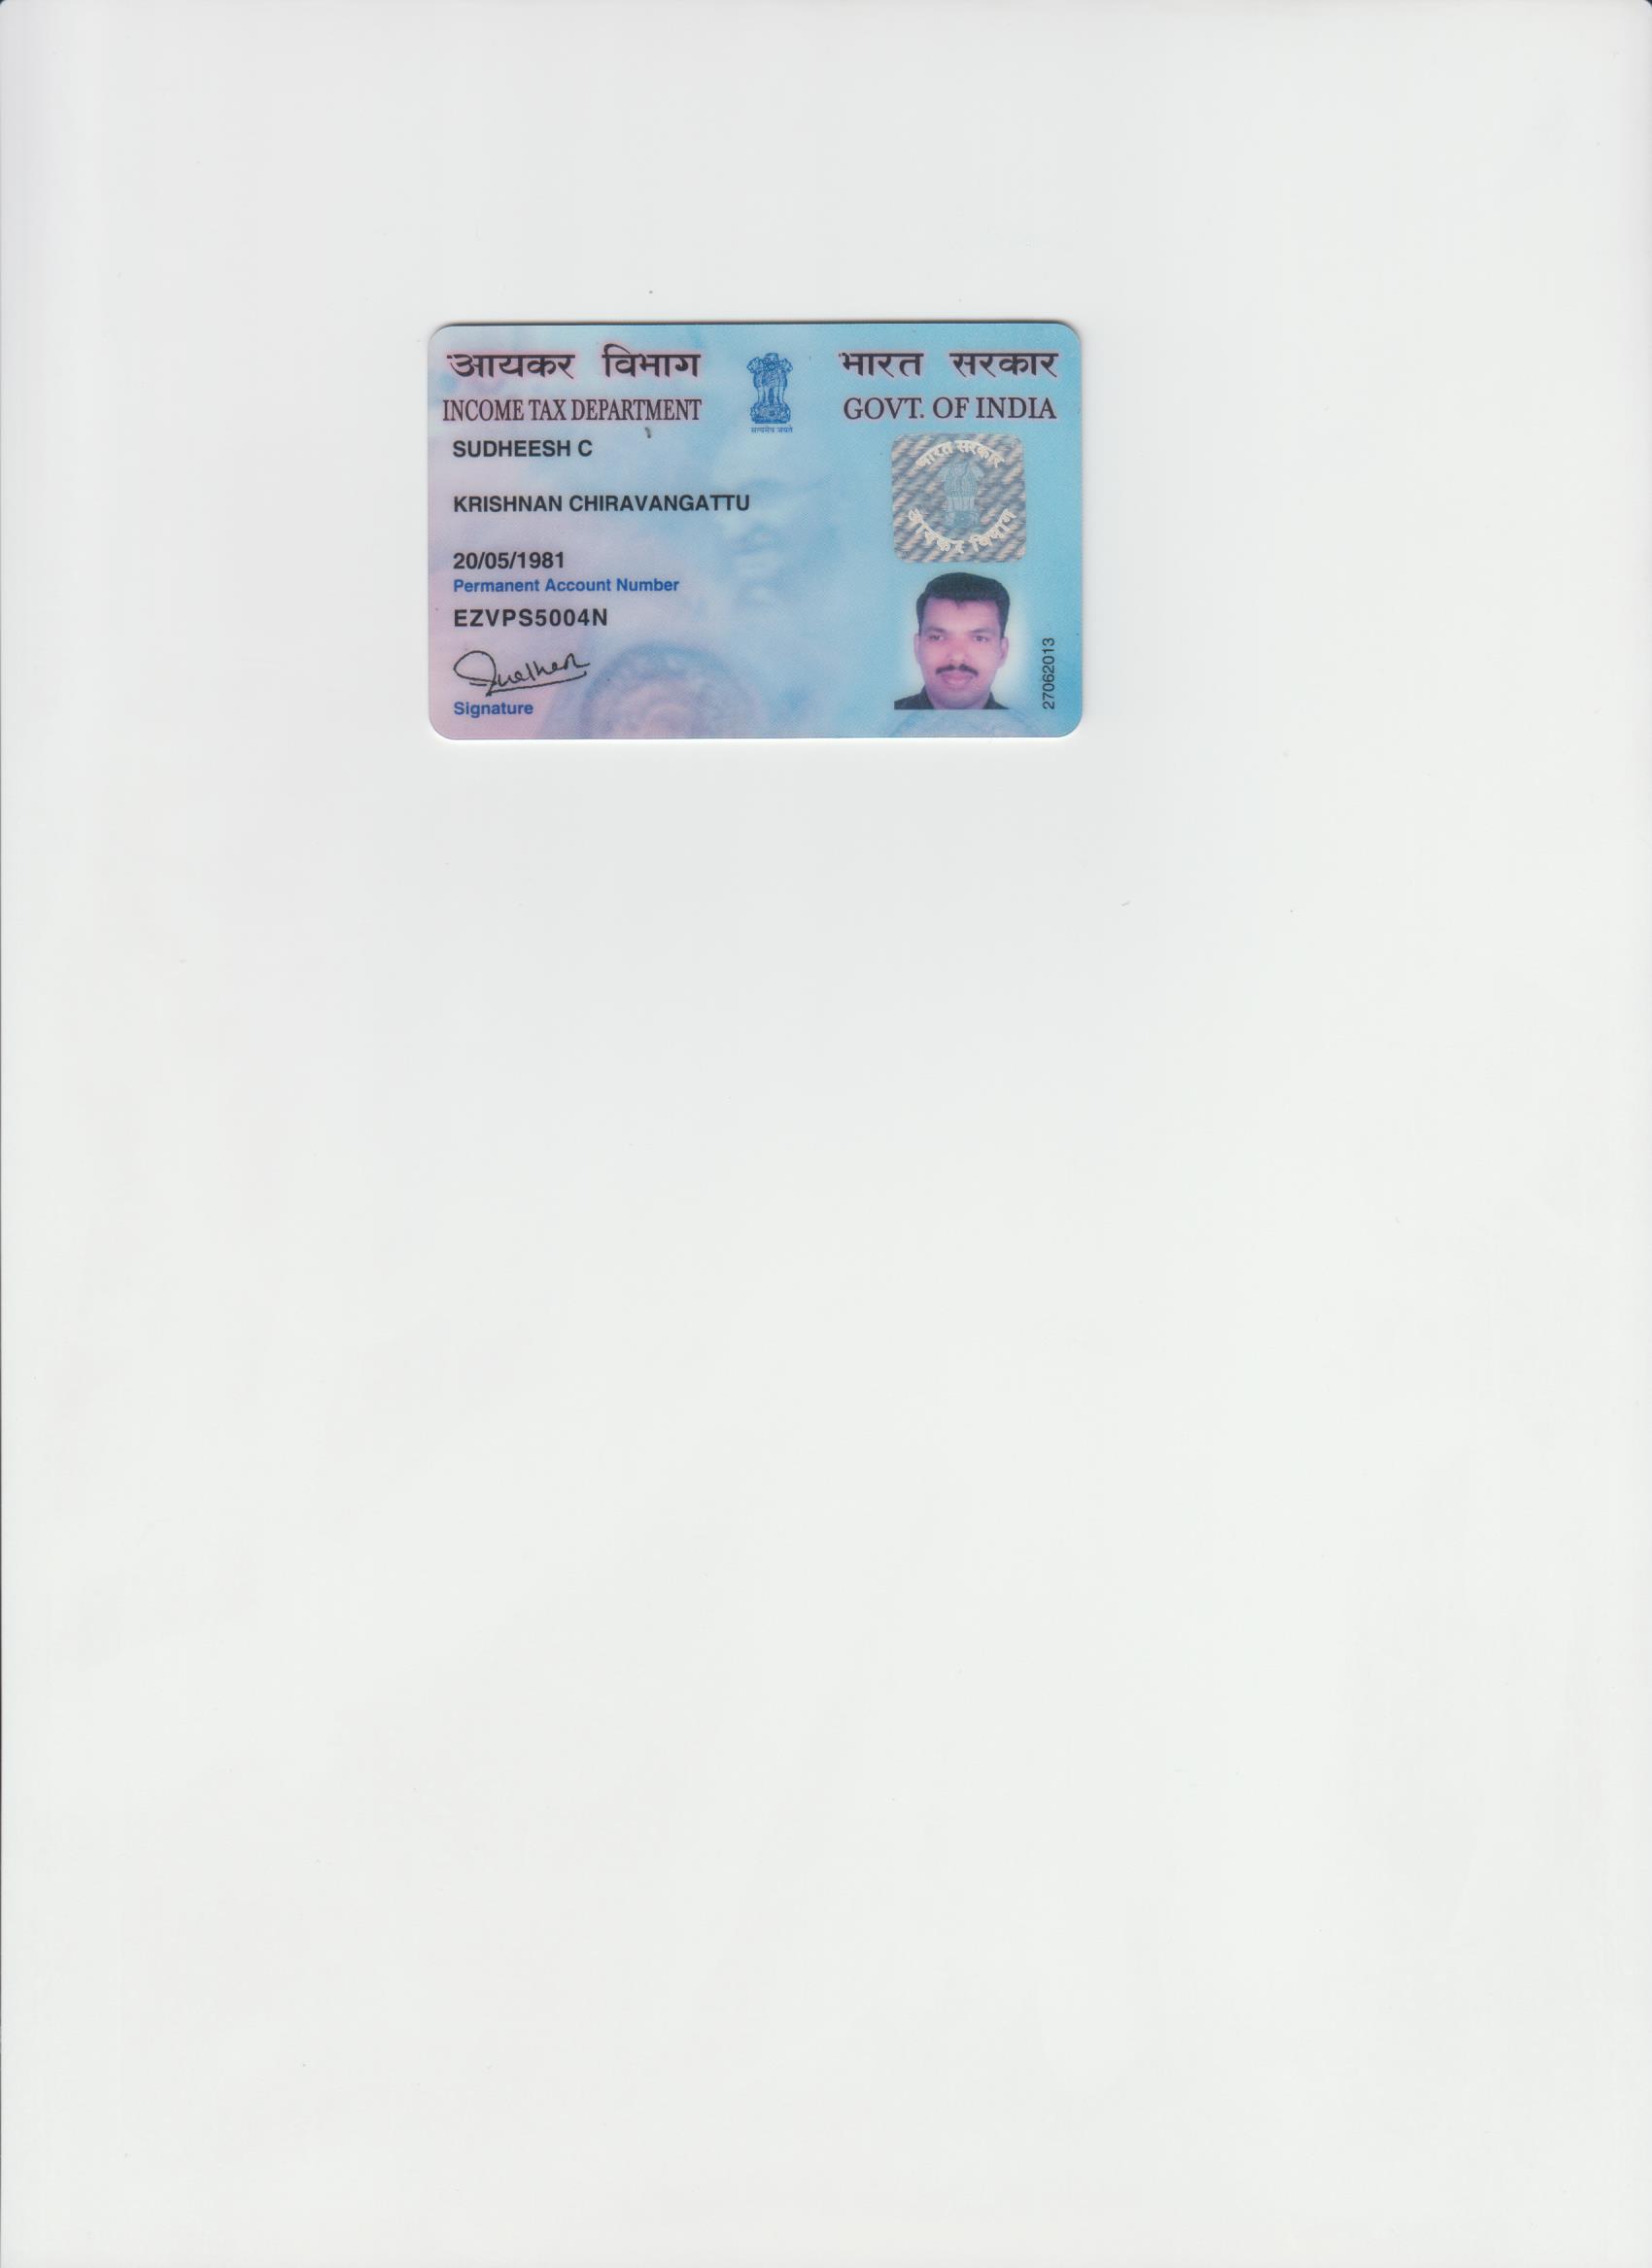 आयकर विभाग
INCOME TAX DEPARTMENT
सत्यमेव जयते
भारत सरकार
GOVT. OF INDIA
SUDHEESH C
KRISHNAN CHIRAVANGATTU
20/05/1981
Permanent Account Number
EZVPS5004N
Signature
भारत सरकार
आयकर विभाग
27062013